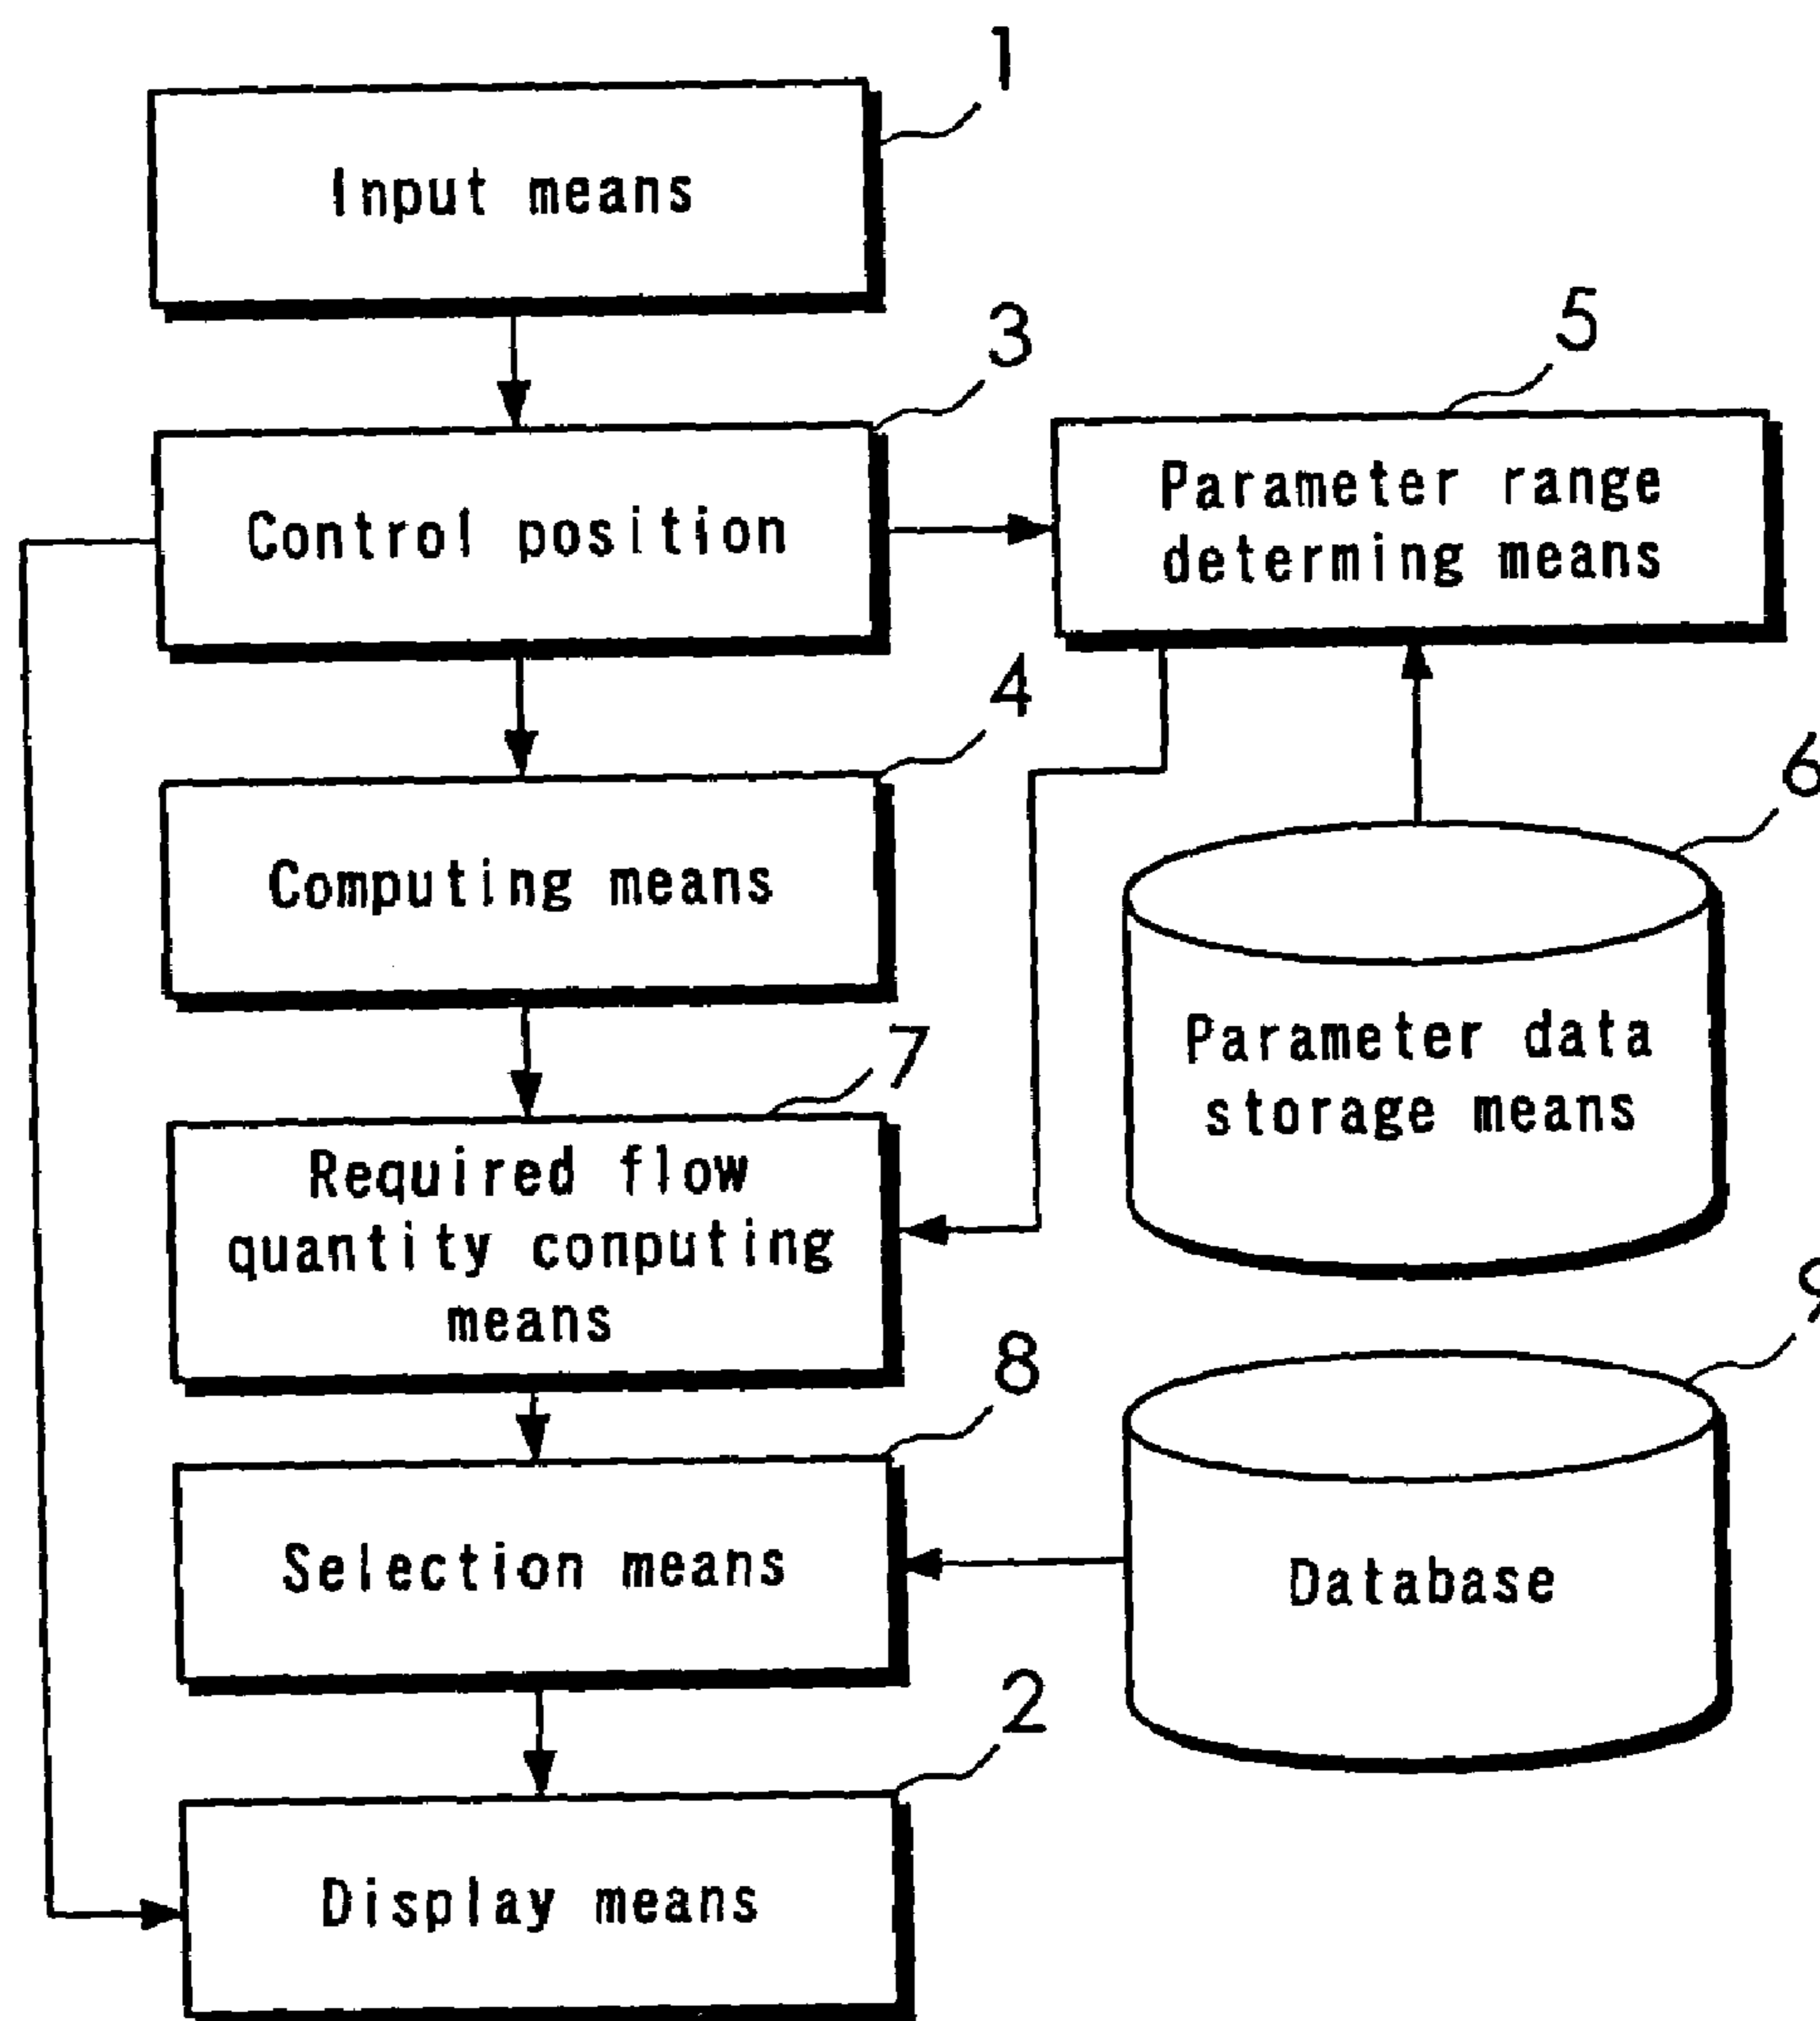 1
Input means
3
Control position
5
Parameter range
determing means
4
Computing means
6
Parameter data
storage means
7
Required flow
quantity conputing
means
8
Selection means
9
Database
2
Display means